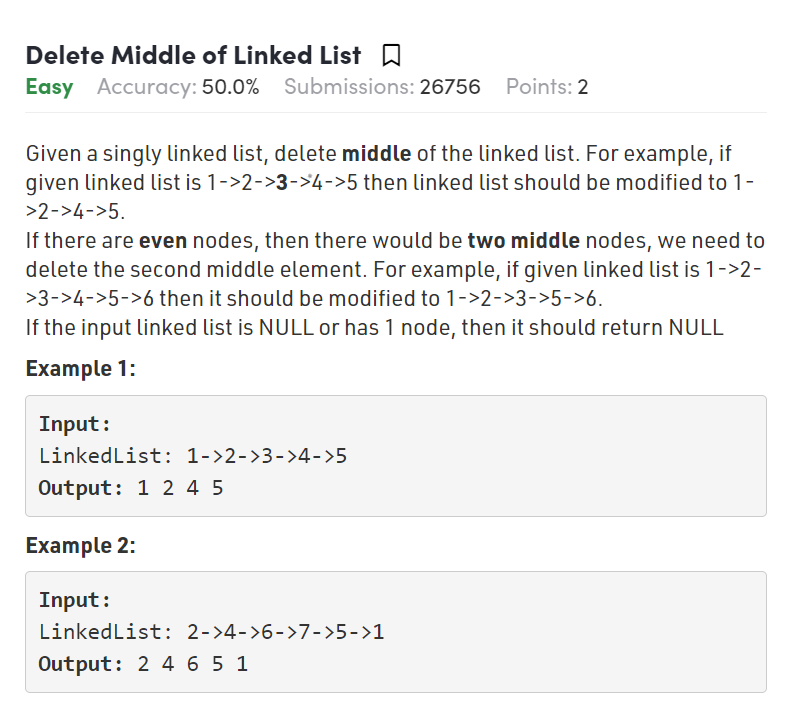 Delete Middle of Linked List
Easy Accuracy: 50.0% Submissions: 26756 Points: 2
Given a singly linked list, delete middle of the linked list. For example, if
given linked list is 1->2->3->4->5 then linked list should be modified to 1-
>2->4->5.
If there are even nodes, then there would be two middle nodes, we need to
delete the second middle element. For example, if given linked list is 1->2-
>3->4->5->6 then it should be modified to 1->2->3->5->6.
If the input linked list is NULL or has 1 node, then it should return NULL
Example 1:
Input:
LinkedList: 1->2->3->4->5
Output: 1 2 4 5
Example 2:
Input:
LinkedList: 2->4->6->7->5->1
Output: 2 4 6 5 1